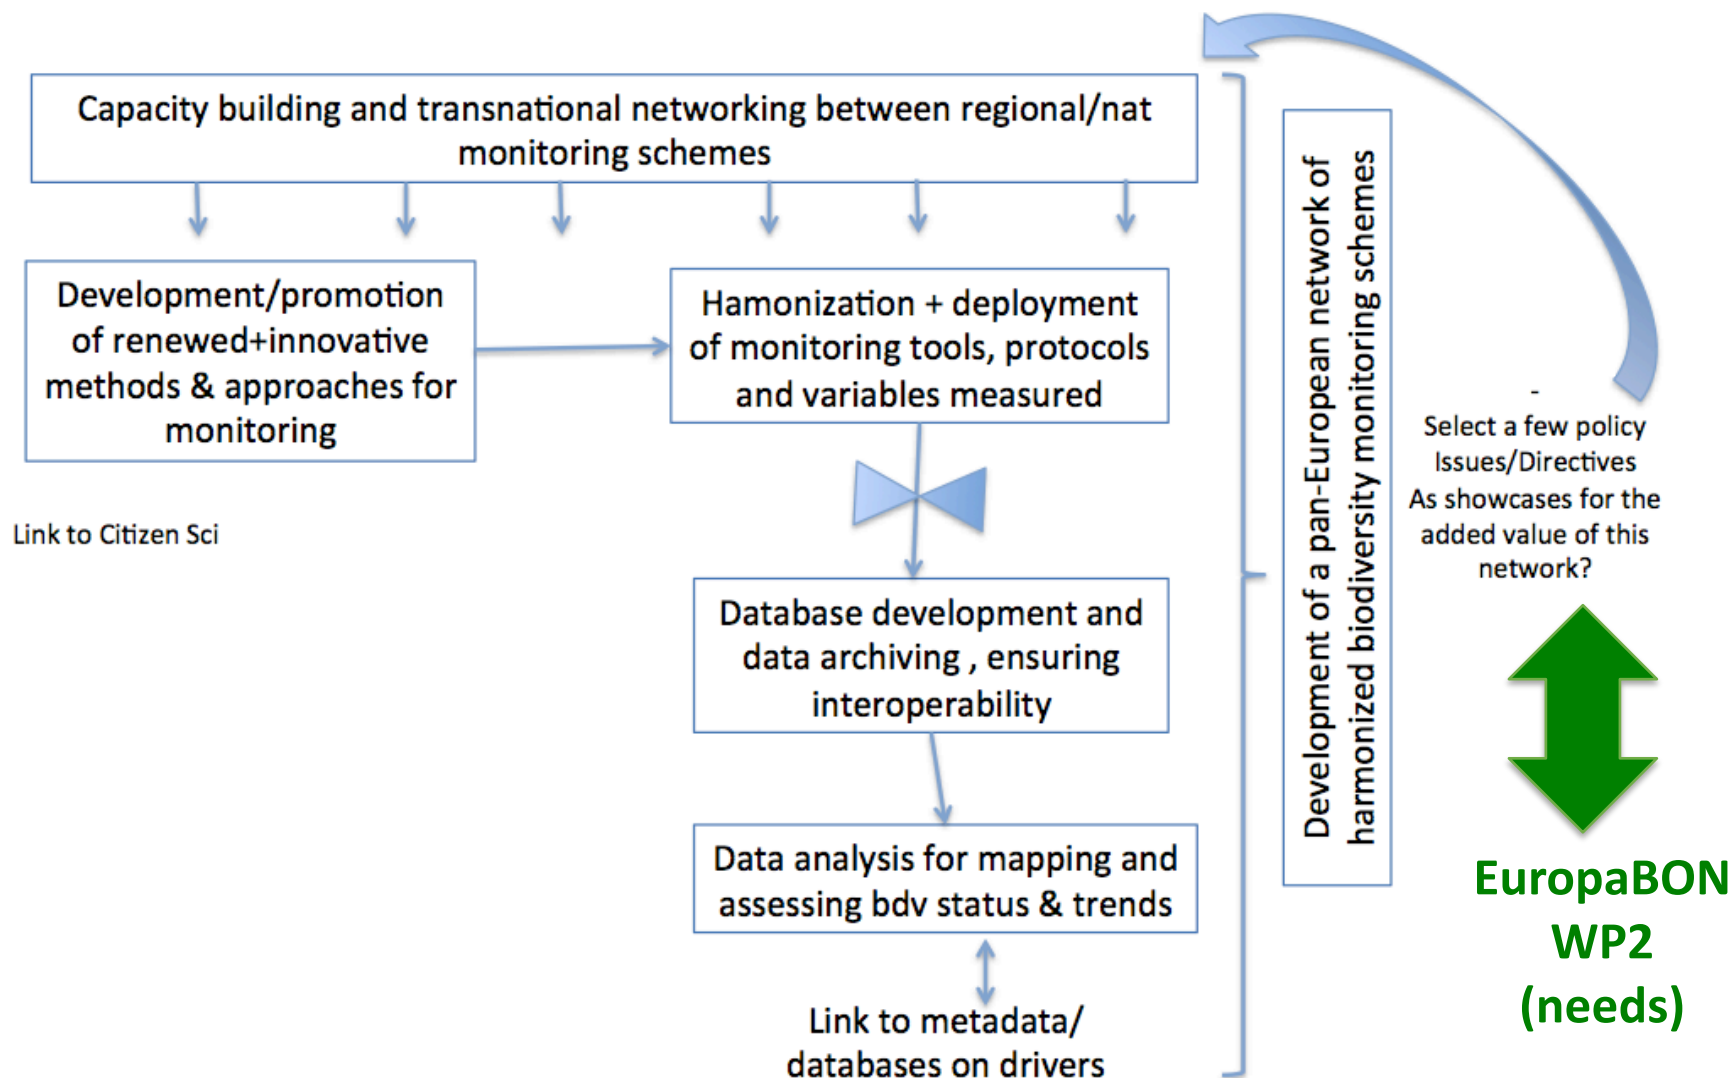 Capacity building and transnational networking between regional/nat
monitoring schemes
Development/promotion
of renewed+innovative
methods & approaches for
monitoring
Hamonization + deployment
of monitoring tools, protocols
and variables measured
Link to Citizen Sci
Database development and
data archiving , ensuring
interoperability
Data analysis for mapping and
assessing bdv status & trends
Link to metadata/
databases on drivers
Development of a pan-European network of
harmonized biodiversity monitoring schemes
-
Select a few policy
Issues/Directives
As showcases for the
added value of this
network?
EuropaBON
WP2
(needs)